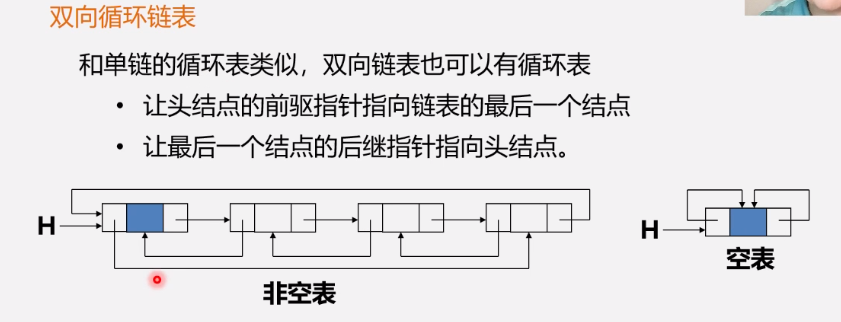 双向循环链表
和单链的循环表类似，双向链表也可以有循环表
• 让头结点的前驱指针指向链表的最后一个结点
• 让最后一个结点的后继指针指向头结点。
H
H
空表
非空表